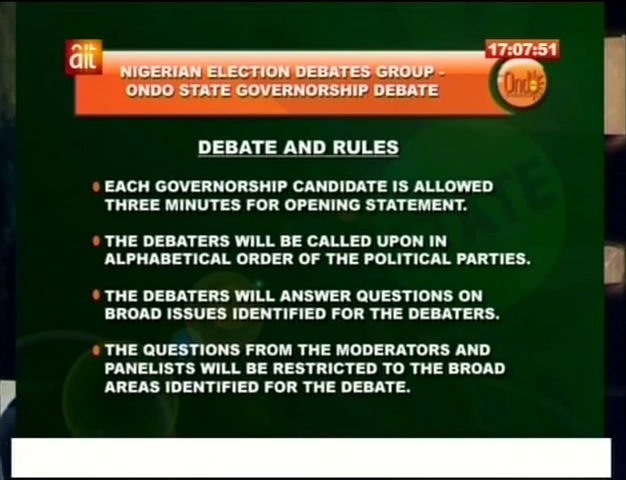 âit
17:07:51
NIGERIAN ELECTION DEBATES GROUP -
ONDO STATE GOVERNORSHIP DEBATE
Ondo
DEBATE AND RULES
EACH GOVERNORSHIP CANDIDATE IS ALLOWED
THREE MINUTES FOR OPENING STATEMENT.
THE DEBATERS WILL BE CALLED UPON IN
ALPHABETICAL ORDER OF THE POLITICAL PARTIES.
THE DEBATERS WILL ANSWER QUESTIONS ON
BROAD ISSUES IDENTIFIED FOR THE DEBATERS.
THE QUESTIONS FROM THE MODERATORS AND
PANELISTS WILL BE RESTRICTED TO THE BROAD
AREAS IDENTIFIED FOR THE DEBATE.